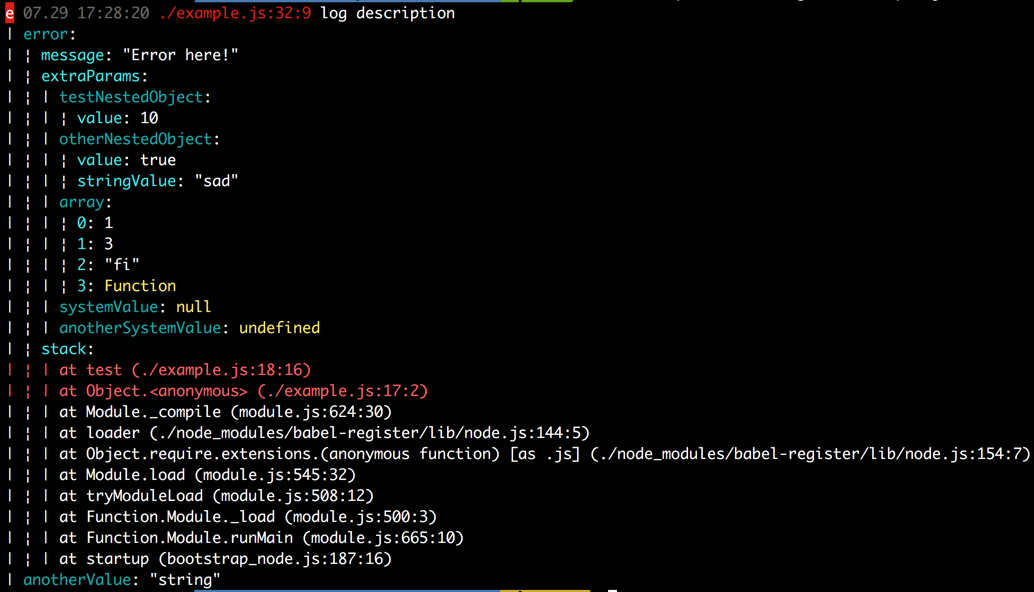 e 07.29 17:28:20 ./example.js:32:9 log description
| error:
| ¦ message: "Error here!"
| ¦ extraParams:
| ¦ | testNestedObject:
| ¦ | ¦ value: 10
| ¦ | otherNestedObject:
| ¦ | ¦ value: true
| ¦ | ¦ stringValue: "sad"
| ¦ | array:
| ¦ | ¦ 0: 1
| ¦ | ¦ 1: 3
| ¦ | ¦ 2: "fi"
| ¦ | ¦ 3: Function
| ¦ | systemValue: null
| ¦ | anotherSystemValue: undefined
| ¦ stack:
| ¦ | at test (./example.js:18:16)
| ¦ | at Object.<anonymous> (./example.js:17:2)
| ¦ | at Module._compile (module.js:624:30)
| ¦ | at loader (./node_modules/babel-register/lib/node.js:144:5)
| ¦ | at Object.require.extensions.(anonymous function) [as .js] (./node_modules/babel-register/lib/node.js:154:7)
| ¦ | at Module.load (module.js:545:32)
| ¦ | at tryModuleLoad (module.js:508:12)
| ¦ | at Function.Module._load (module.js:500:3)
| ¦ | at Function.Module.runMain (module.js:665:10)
| ¦ | at startup (bootstrap_node.js:187:16)
| anotherValue: "string"